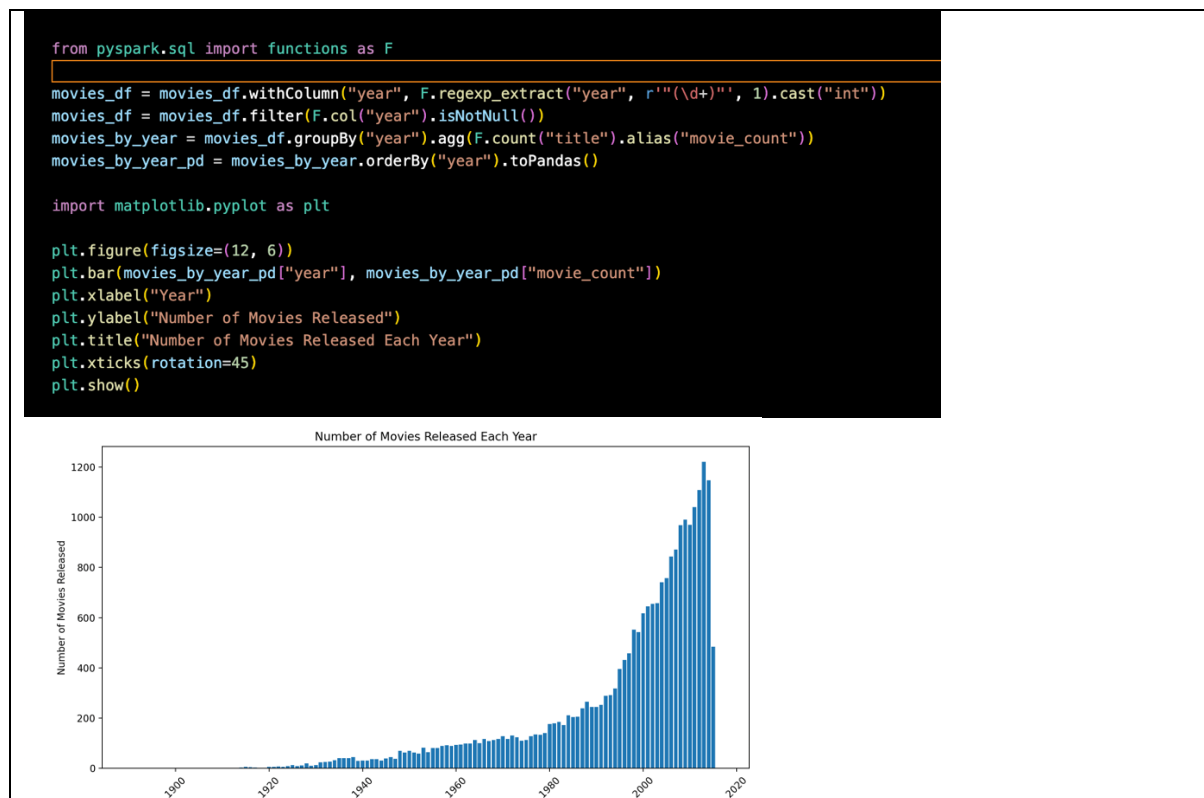 from pyspark.sql import functions as F
movies_df = movies_df.withColumn("year", F.regexp_extract("year", r'"(\d+)"', 1).cast("int"))
movies_df = movies_df.filter(F.col("year").isNotNull())
movies_by_year = movies_df.groupBy("year").agg(F.count("title").alias("movie_count"))
movies_by_year_pd = movies_by_year.orderBy("year").toPandas()
import matplotlib.pyplot as plt
plt.figure(figsize=(12, 6))
plt.bar(movies_by_year_pd["year"], movies_by_year_pd["movie_count"])
plt.xlabel("Year")
plt.ylabel("Number of Movies Released")
plt.title("Number of Movies Released Each Year")
plt.xticks(rotation=45)
plt.show()
Number of Movies Released Each Year
Number of Movies Released
1200
1000
800
600
400
200
0
1900
1920
1940
1960
1980
2000
2020